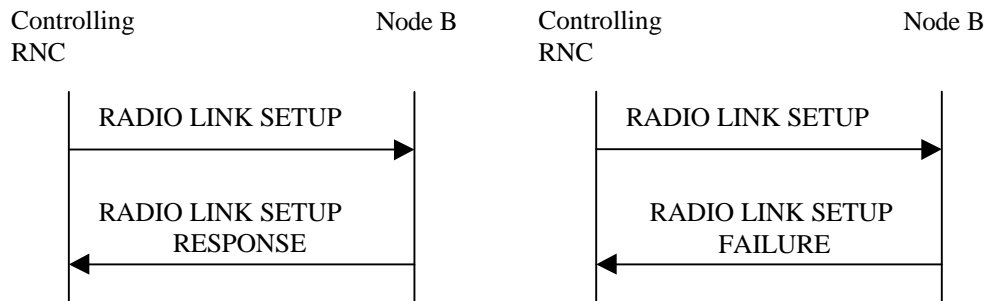 Controlling
RNC
Node B
RADIO LINK SETUP
RADIO LINK SETUP
RESPONSE
Controlling
RNC
Node B
RADIO LINK SETUP
RADIO LINK SETUP
FAILURE